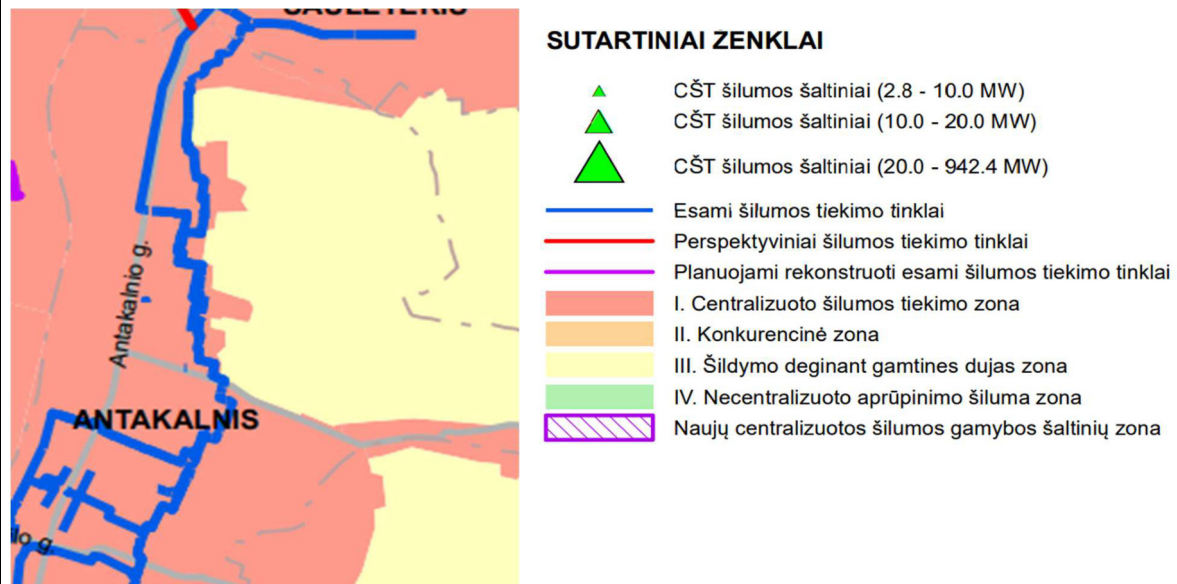 Antakalnio g.
ANTAKALNIS
lo g.
SUTARTINIAI ZENKLAI
CŠT šilumos šaltiniai (2.8 - 10.0 MW)
CŠT šilumos šaltiniai (10.0 - 20.0 MW)
CŠT šilumos šaltiniai (20.0 - 942.4 MW)
Esami šilumos tiekimo tinklai
Perspektyviniai šilumos tiekimo tinklai
Planuojami rekonstruoti esami šilumos tiekimo tinklai
I. Centralizuoto šilumos tiekimo zona
II. Konkurencinė zona
III. Šildymo deginant gamtines dujas zona
IV. Necentralizuoto aprūpinimo šiluma zona
Naujų centralizuotos šilumos gamybos šaltinių zona